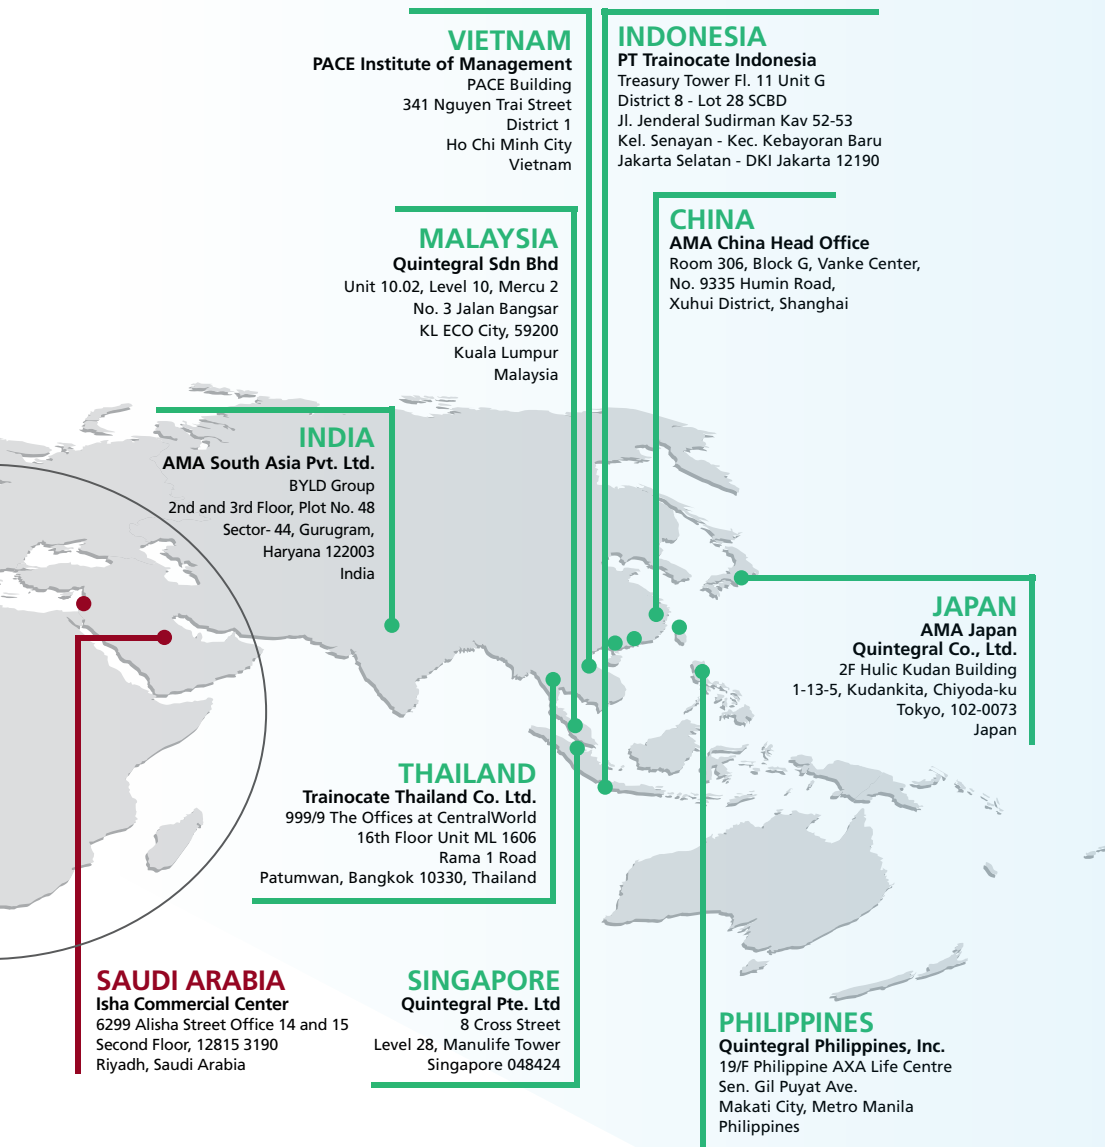 VIETNAM
PACE Institute of Management
PACE Building
341 Nguyen Trai Street
District 1
Ho Chi Minh City
Vietnam
INDONESIA
PT Trainocate Indonesia
Treasury Tower Fl. 11 Unit G
District 8 - Lot 28 SCBD
Jl. Jenderal Sudirman Kav 52-53
Kel. Senayan - Kec. Kebayoran Baru
Jakarta Selatan - DKI Jakarta 12190
MALAYSIA
Quintegral Sdn Bhd
Unit 10.02, Level 10, Mercu 2
No. 3 Jalan Bangsar
KL ECO City, 59200
Kuala Lumpur
Malaysia
CHINA
AMA China Head Office
Room 306, Block G, Vanke Center,
No. 9335 Humin Road,
Xuhui District, Shanghai
INDIA
AMA South Asia Pvt. Ltd.
BYLD Group
2nd and 3rd Floor, Plot No. 48
Sector- 44, Gurugram,
Haryana 122003
India
JAPAN
AMA Japan
Quintegral Co., Ltd.
2F Hulic Kudan Building
1-13-5, Kudankita, Chiyoda-ku
Tokyo, 102-0073
Japan
THAILAND
Trainocate Thailand Co. Ltd.
999/9 The Offices at CentralWorld
16th Floor Unit ML 1606
Rama 1 Road
Patumwan, Bangkok 10330, Thailand
SAUDI ARABIA
Isha Commercial Center
6299 Alisha Street Office 14 and 15
Second Floor, 12815 3190
Riyadh, Saudi Arabia
SINGAPORE
Quintegral Pte. Ltd
8 Cross Street
Level 28, Manulife Tower
Singapore 048424
PHILIPPINES
Quintegral Philippines, Inc.
19/F Philippine AXA Life Centre
Sen. Gil Puyat Ave.
Makati City, Metro Manila
Philippines